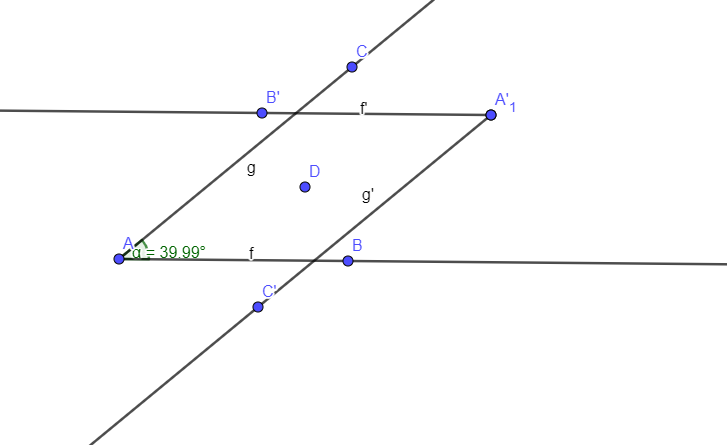 C
B'
f'
A'₁
g
D
g'
A
α = 39.99°
f
B
C'